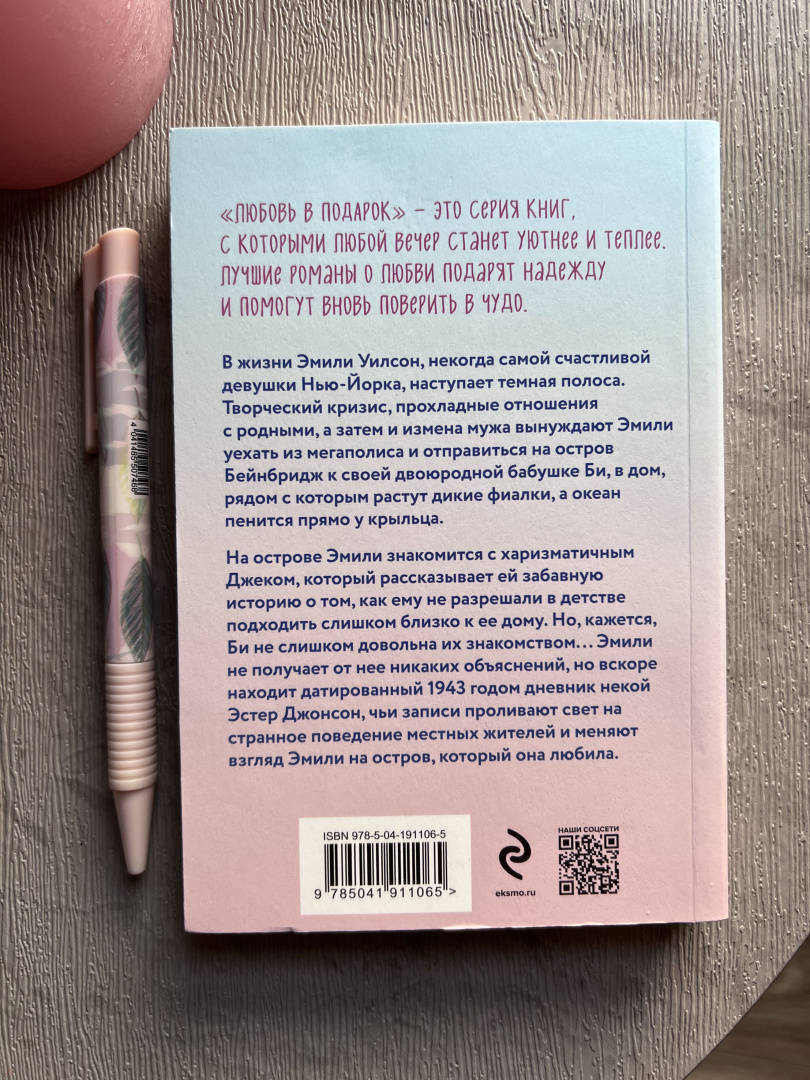 «ЛЮБОВЬ В ПОДАРОК» – ЭТО СЕРИЯ КНИГ,
С КОТОРЫМИ ЛЮБОЙ ВЕЧЕР СТАНЕТ УЮТНЕЕ И ТЕПЛЕЕ.
ЛУЧШИЕ РОМАНЫ О ЛЮБВИ ПОДАРЯТ НАДЕЖДУ
И ПОМОГУТ ВНОВЬ ПОВЕРИТЬ В ЧУДО.
В жизни Эмили Уилсон, некогда самой счастливой
девушки Нью-Йорка, наступает темная полоса.
Творческий кризис, прохладные отношения
с родными, а затем и измена мужа вынуждают Эмили
уехать из мегаполиса и отправиться на остров
Бейнбридж к своей двоюродной бабушке Би, в дом,
рядом с которым растут дикие фиалки, а океан
пенится прямо у крыльца.
На острове Эмили знакомится с харизматичным
Джеком, который рассказывает ей забавную
историю о том, как ему не разрешали в детстве
подходить слишком близко к ее дому. Но, кажется,
Би не слишком довольна их знакомством... Эмили
не получает от нее никаких объяснений, но вскоре
находит датированный 1943 годом дневник некой
Эстер Джонсон, чьи записи проливают свет на
странное поведение местных жителей и меняют
взгляд Эмили на остров, который она любила.
ISBN 978-5-04-191106-5
9 785041 911065 >
eksmo.ru
НАШИ СОЦСЕТИ
4 041485 507468